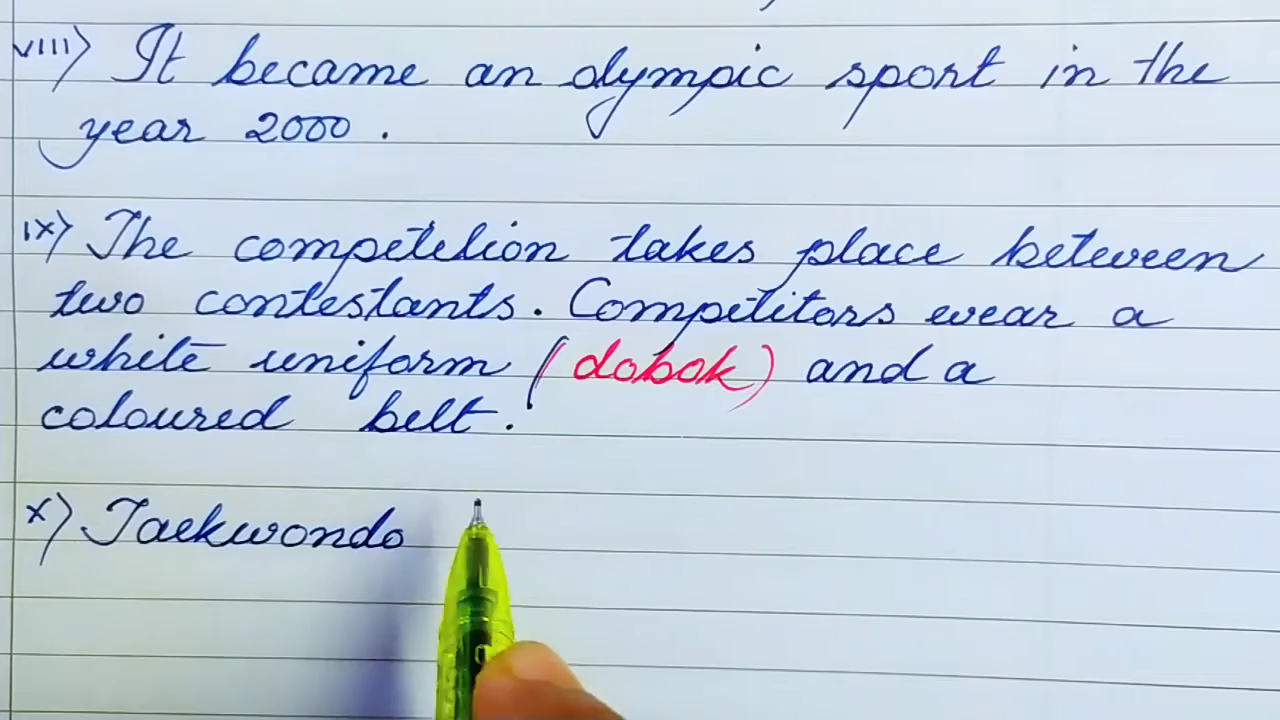 viii) It became an olympic sport in the
year 2000.
ix) The competetion takes place between
two contestants. Competitors wear a
white uniform (dobok) and a
coloured belt.
x) Taekwondo